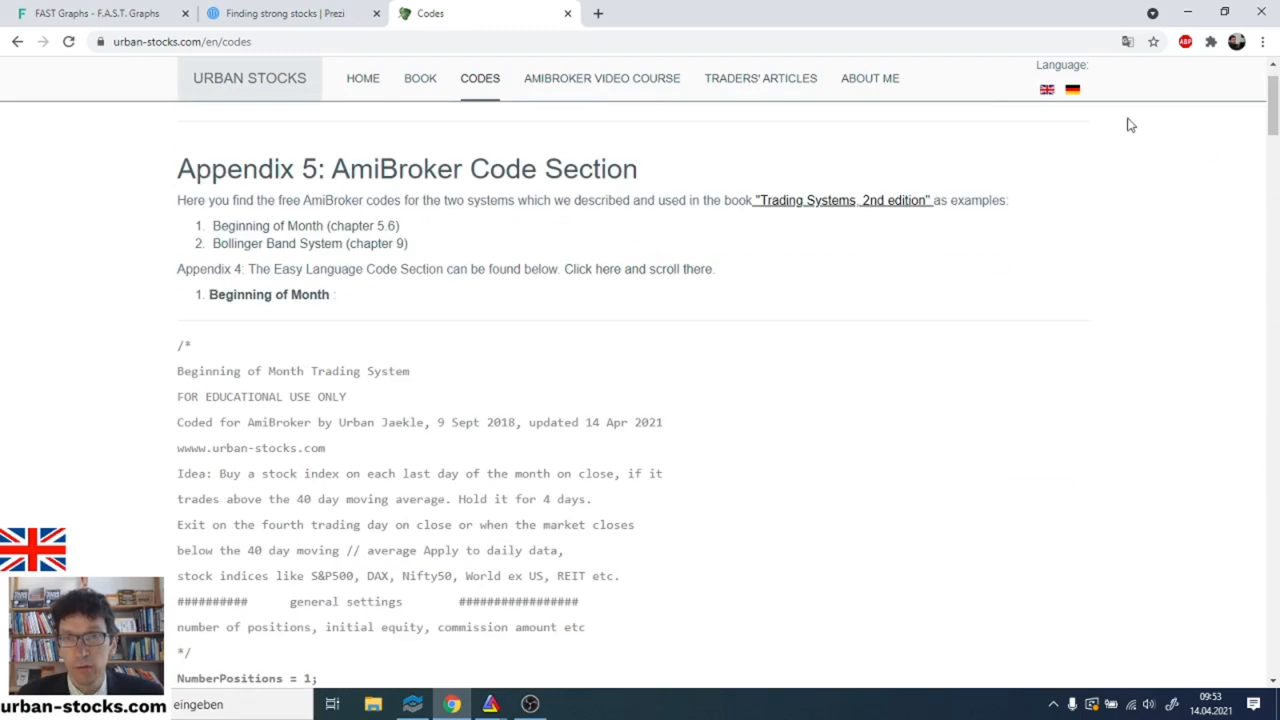 FAST Graphs - F.A.S.T. Graphs
Finding strong stocks | Prezi
Codes
urban-stocks.com/en/codes
ABP
URBAN STOCKS
HOME
BOOK
CODES
AMIBROKER VIDEO COURSE
TRADERS' ARTICLES
ABOUT ME
Language:
Appendix 5: AmiBroker Code Section
Here you find the free AmiBroker codes for the two systems which we described and used in the book "Trading Systems, 2nd edition" as examples:
1. Beginning of Month (chapter 5.6)
2. Bollinger Band System (chapter 9)
Appendix 4: The Easy Language Code Section can be found below. Click here and scroll there.
1. Beginning of Month :
/*
Beginning of Month Trading System
FOR EDUCATIONAL USE ONLY
Coded for AmiBroker by Urban Jaekle, 9 Sept 2018, updated 14 Apr 2021
wwww.urban-stocks.com
Idea: Buy a stock index on each last day of the month on close, if it
trades above the 40 day moving average. Hold it for 4 days.
Exit on the fourth trading day on close or when the market closes
below the 40 day moving // average Apply to daily data,
stock indices like S&P500, DAX, Nifty50, World ex US, REIT etc.
########## general settings #################
number of positions, initial equity, commission amount etc
*/
NumberPositions = 1;
urban-stocks.com
eingeben
09:53
14.04.2021